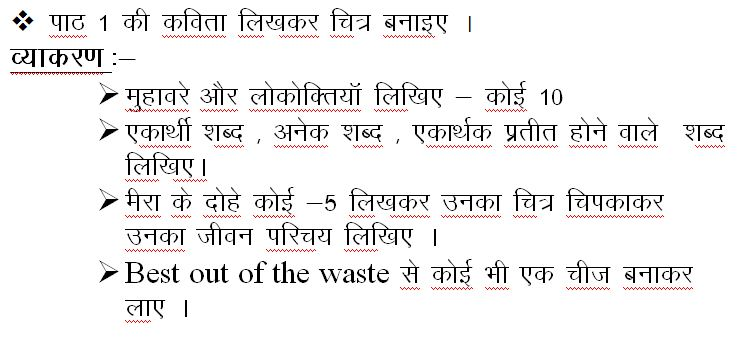 ❖ पाठ 1 की कविता लिखकर चित्र बनाइए ।
व्याकरण :–
➢ मुहावरे और लोकोक्तियॉ लिखिए – कोई 10
➢ एकार्थी शब्द , अनेक शब्द , एकार्थक प्रतीत होने वाले शब्द
लिखिए।
➢ मैरा के दोहे कोई –5 लिखकर उनका चित्र चिपकाकर
उनका जीवन परिचय लिखिए ।
➢ Best out of the waste से कोई भी एक चीज बनाकर
लाए ।